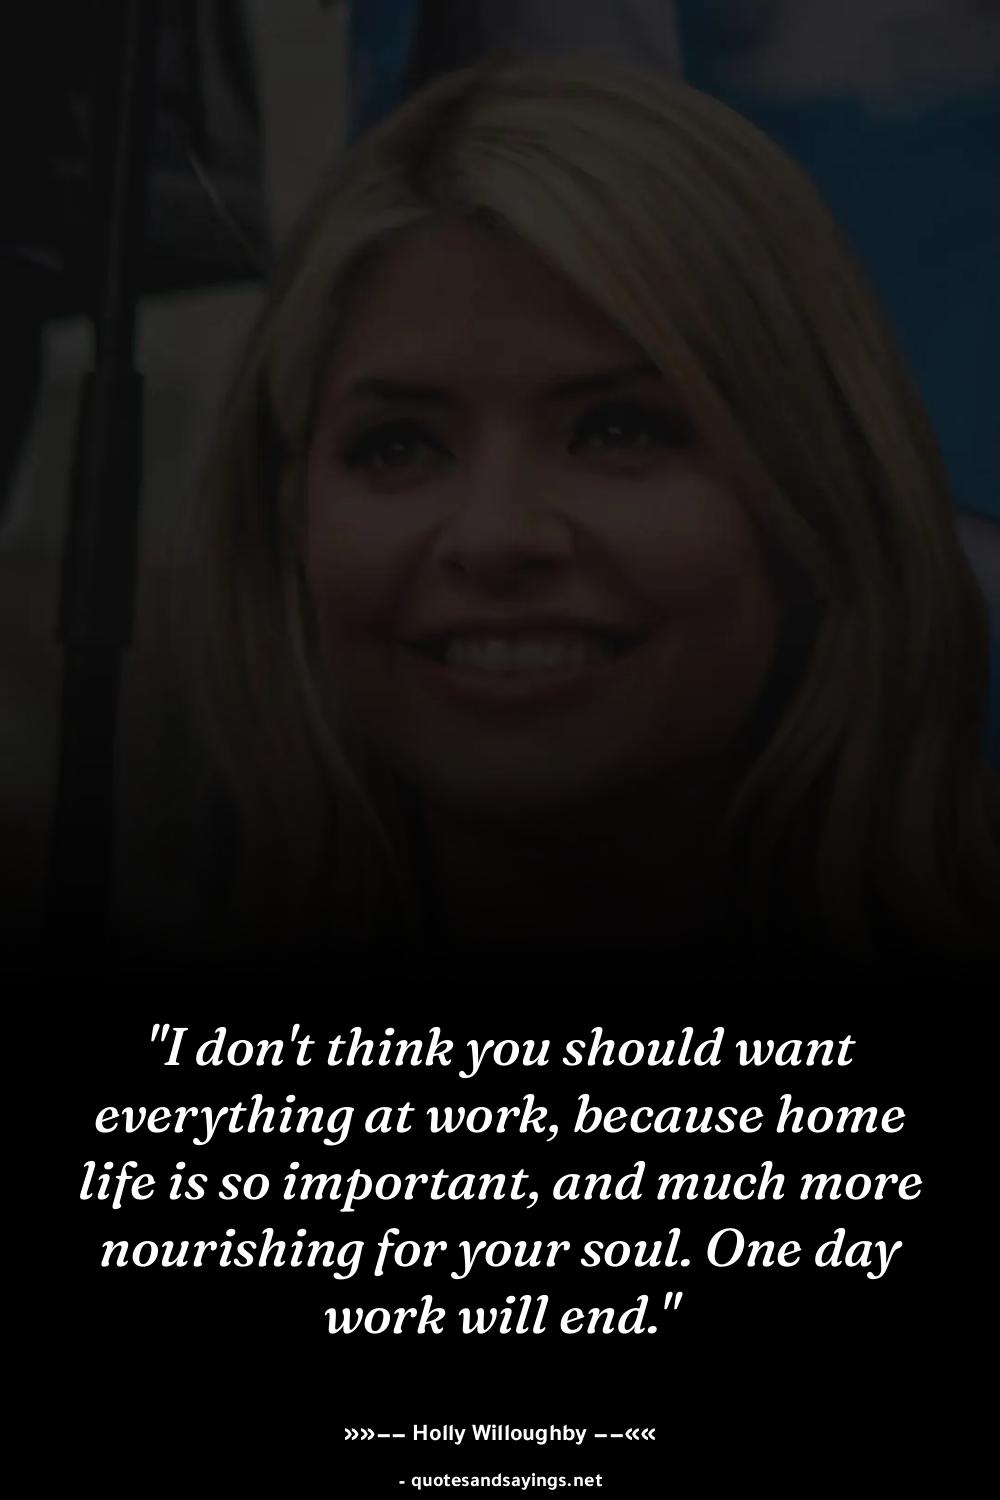 "I don't think you should want
everything at work, because home
life is so important, and much more
nourishing for your soul. One day
work will end."
»»−− Holly Willoughby −−««
- quotesandsayings.net